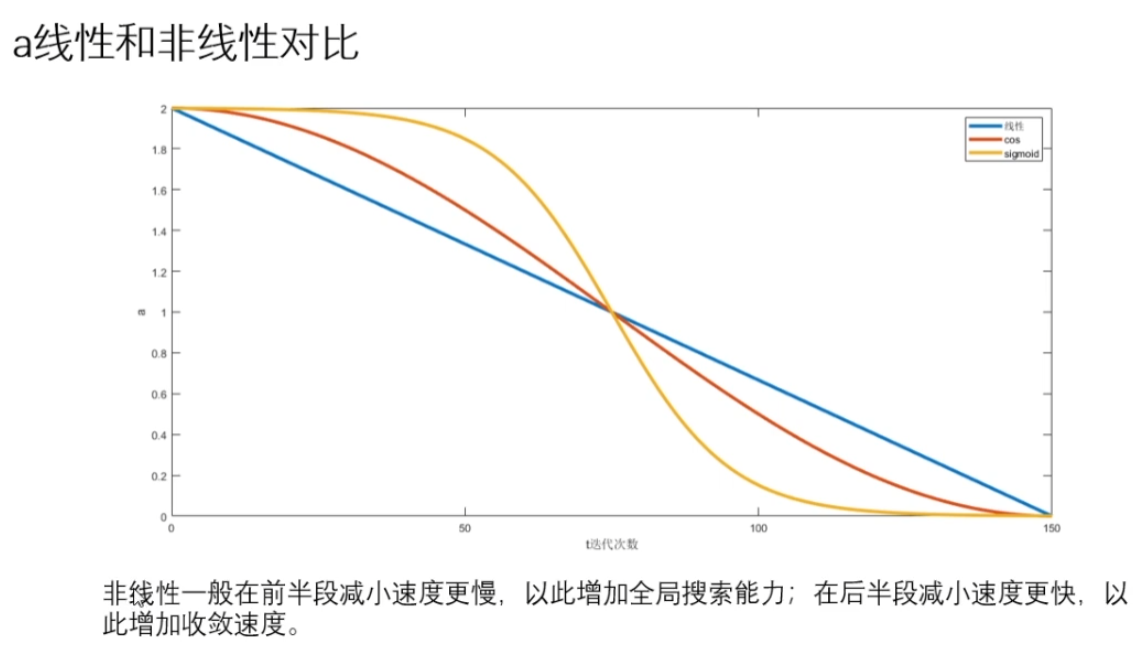 a线性和非线性对比
2
1.8
1.6
1.4
1.2
1
0.8
0.6
0.4
0.2
0
a
线性
cos
sigmoid
0
50
100
150
t迭代次数
非线性一般在前半段减小速度更慢，以此增加全局搜索能力；在后半段减小速度更快，以
此增加收敛速度。